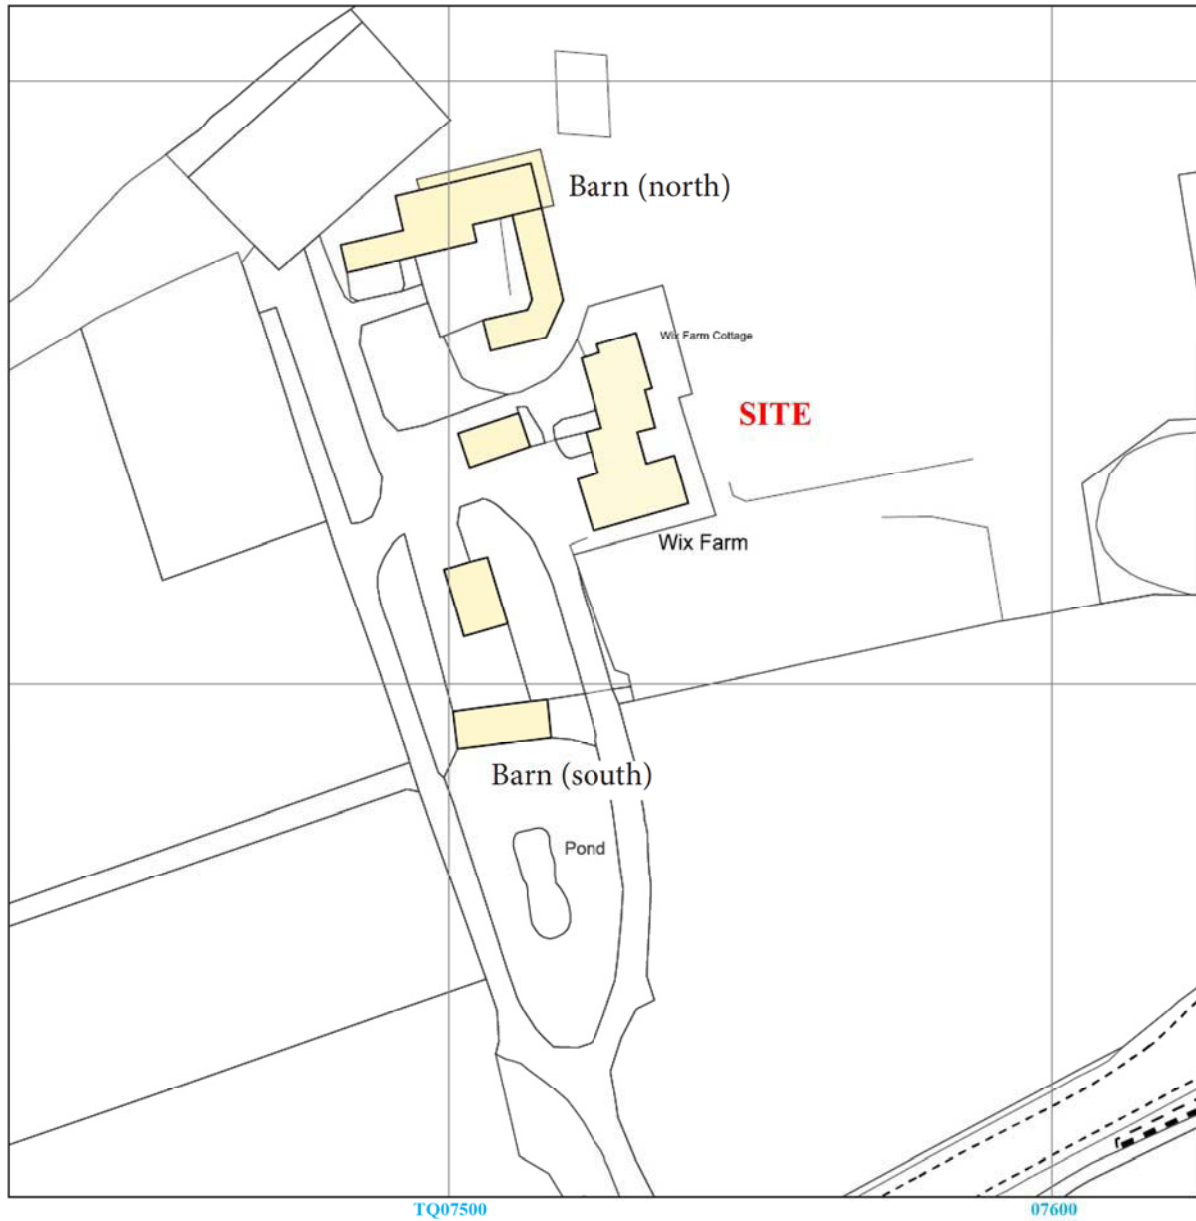 Barn (north)
Wix Farm Cottage
SITE
Wix Farm
Barn (south)
Pond
TQ07500
07600